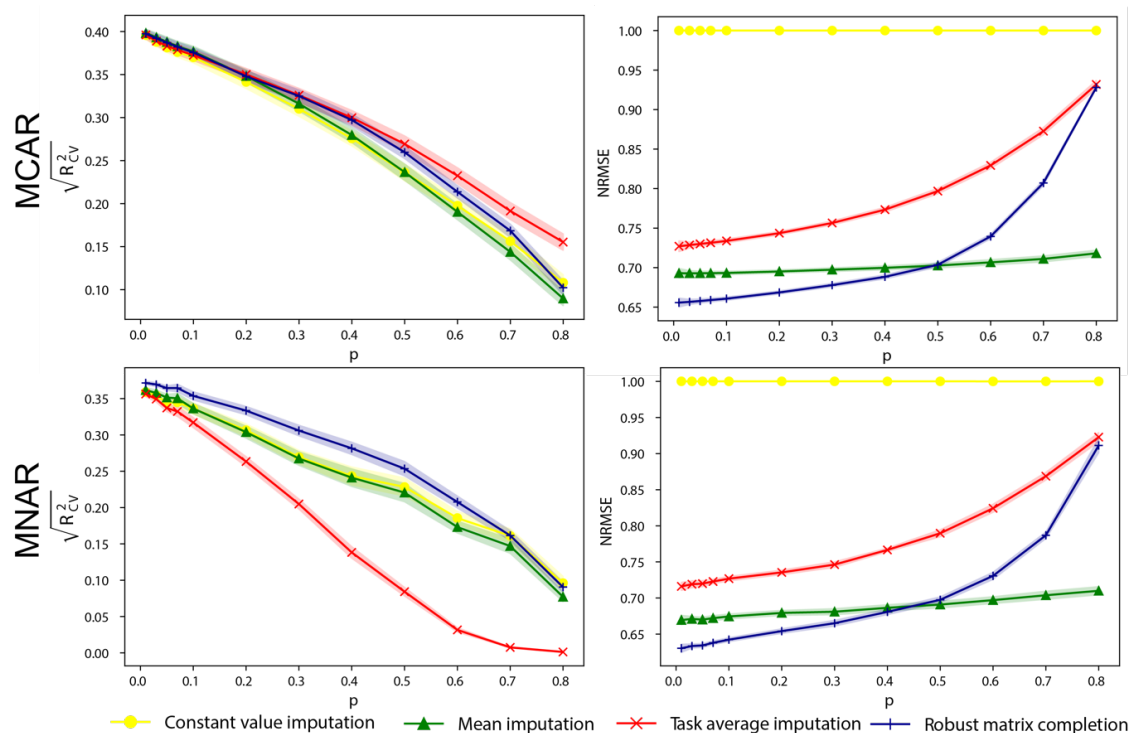 MCAR
√R²CV
0.40
0.35
0.30
0.25
0.20
0.15
0.10
0.0 0.1 0.2 0.3 0.4 0.5 0.6 0.7 0.8
p
NRMSE
1.00
0.95
0.90
0.85
0.80
0.75
0.70
0.65
0.0 0.1 0.2 0.3 0.4 0.5 0.6 0.7 0.8
p
MNAR
√R²CV
0.35
0.30
0.25
0.20
0.15
0.10
0.05
0.00
0.0 0.1 0.2 0.3 0.4 0.5 0.6 0.7 0.8
p
NRMSE
1.00
0.95
0.90
0.85
0.80
0.75
0.70
0.65
0.0 0.1 0.2 0.3 0.4 0.5 0.6 0.7 0.8
p
Constant value imputation Mean imputation Task average imputation Robust matrix completion